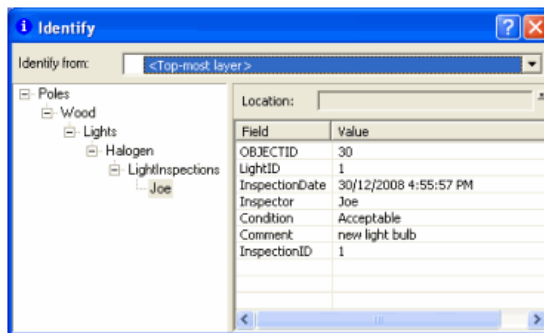 Identify
Identify from: <Top-most layer>
Poles
Wood
Lights
Halogen
LightInspections
Joe
Location:
Field Value
OBJECTID 30
LightID 1
InspectionDate 30/12/2008 4:55:57 PM
Inspector Joe
Condition Acceptable
Comment new light bulb
InspectionID 1